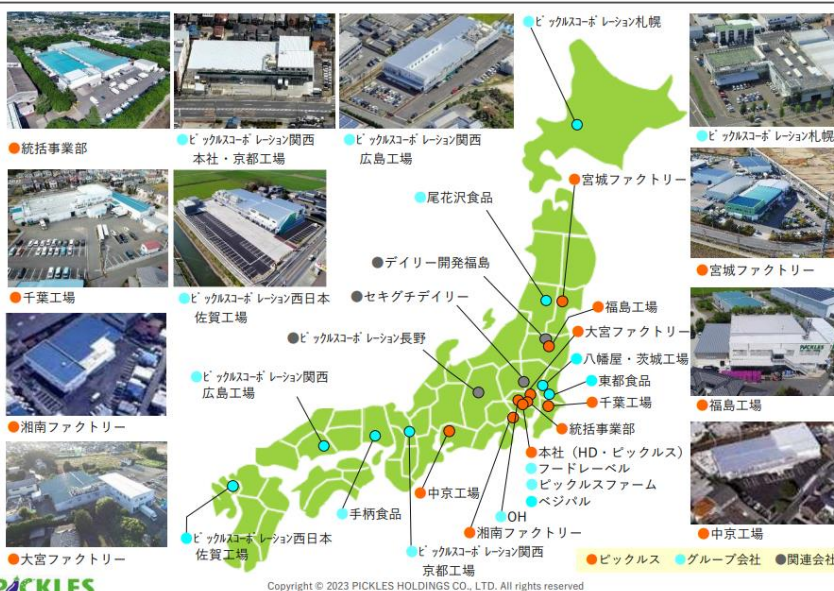 ●統括事業部
●ピックルスコーポレーション関西
本社・京都工場
●ピックルスコーポレーション関西
広島工場
●ピックルスコーポレーション札幌
●ピックルスコーポレーション札幌
●千葉工場
●ピックルスコーポレーション西日本
佐賀工場
●尾花沢食品
●宮城ファクトリー
●宮城ファクトリー
●デイリー開発福島
●セキグチデイリー
●ピックルスコーポレーション長野
●福島工場
●大宮ファクトリー
●八幡屋・茨城工場
●東都食品
●千葉工場
●統括事業部
●本社（HD・ピックルス）
●フードレーベル
●ピックルスファーム
●ベジパル
●湘南ファクトリー
●ピックルスコーポレーション関西
広島工場
PICKLES
●福島工場
●大宮ファクトリー
●ピックルスコーポレーション西日本
佐賀工場
●手柄食品
●中京工場
●ピックルスコーポレーション関西
京都工場
●湘南ファクトリー
●OH
●中京工場
●ピックルス ●グループ会社 ●関連会社
PICKLES
Copyright © 2023 PICKLES HOLDINGS CO., LTD. All rights reserved